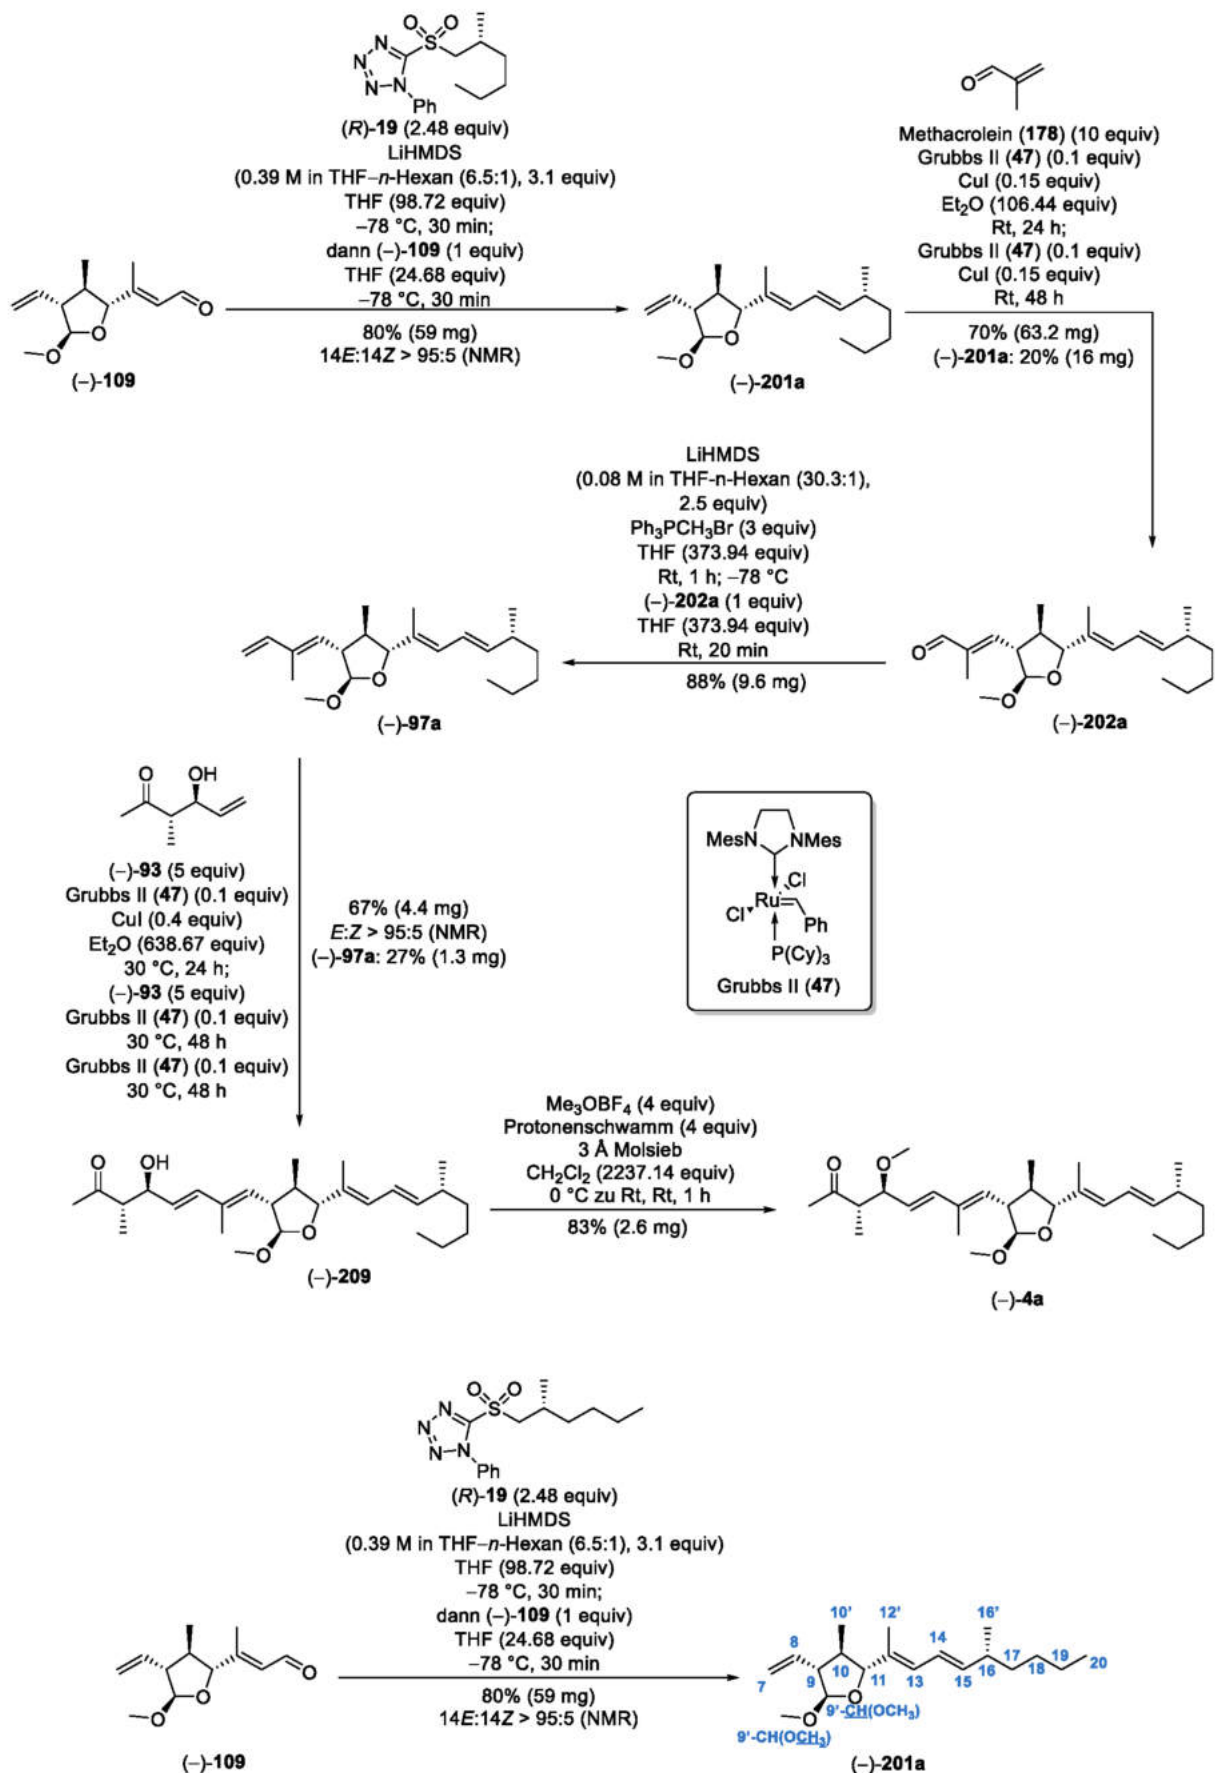 O O
S
N
N
N
N
Ph
(R)-19 (2.48 equiv)
LiHMDS
(0.39 M in THF–n-Hexan (6.5:1), 3.1 equiv)
THF (98.72 equiv)
–78 °C, 30 min;
dann (–)-109 (1 equiv)
THF (24.68 equiv)
–78 °C, 30 min
80% (59 mg)
14E:14Z > 95:5 (NMR)
O
O
O
(–)-109
O
O
(–)-201a
O
Methacrolein (178) (10 equiv)
Grubbs II (47) (0.1 equiv)
CuI (0.15 equiv)
Et₂O (106.44 equiv)
Rt, 24 h;
Grubbs II (47) (0.1 equiv)
CuI (0.15 equiv)
Rt, 48 h
70% (63.2 mg)
(–)-201a: 20% (16 mg)
LiHMDS
(0.08 M in THF-n-Hexan (30.3:1),
2.5 equiv)
Ph₃PCH₃Br (3 equiv)
THF (373.94 equiv)
Rt, 1 h; –78 °C
(–)-202a (1 equiv)
THF (373.94 equiv)
Rt, 20 min
88% (9.6 mg)
O
O
(–)-97a
O
O
O
(–)-202a
O OH
(–)-93 (5 equiv)
Grubbs II (47) (0.1 equiv)
CuI (0.4 equiv)
Et₂O (638.67 equiv)
30 °C, 24 h;
(–)-93 (5 equiv)
Grubbs II (47) (0.1 equiv)
30 °C, 48 h
Grubbs II (47) (0.1 equiv)
30 °C, 48 h
67% (4.4 mg)
E:Z > 95:5 (NMR)
(–)-97a: 27% (1.3 mg)
MesN NMes
Cl
Ru
Cl
Ph
P(Cy)₃
Grubbs II (47)
O OH
O
O
(–)-209
Me₃OBF₄ (4 equiv)
Protonenschwamm (4 equiv)
3 Å Molsieb
CH₂Cl₂ (2237.14 equiv)
0 °C zu Rt, Rt, 1 h
83% (2.6 mg)
O O
O
O
(–)-4a
O O
S
N
N
N
N
Ph
(R)-19 (2.48 equiv)
LiHMDS
(0.39 M in THF–n-Hexan (6.5:1), 3.1 equiv)
THF (98.72 equiv)
–78 °C, 30 min;
dann (–)-109 (1 equiv)
THF (24.68 equiv)
–78 °C, 30 min
80% (59 mg)
14E:14Z > 95:5 (NMR)
O
O
O
(–)-109
10' 12' 16'
8 14 17 19
7 9 10 11 13 15 16 18 20
O
O
9'-CH(OCH₃)
9'-CH(OCH₃)
(–)-201a